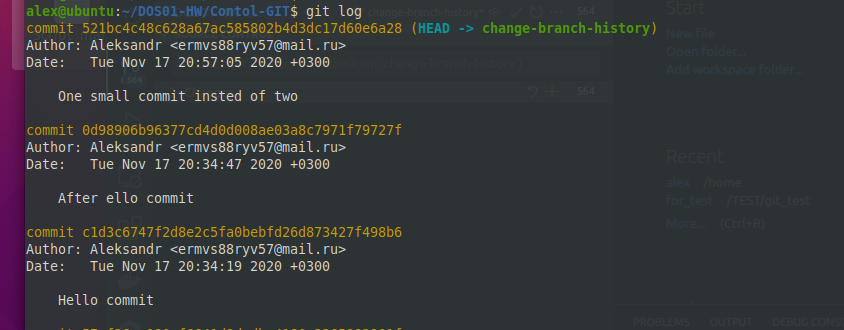 alex@ubuntu:~/DOS01-HW/Contol-GIT$ git log
commit 521bc4c48c628a67ac585802b4d3dc17d60e6a28 (HEAD -> change-branch-history)
Author: Aleksandr <ermvs88ryv57@mail.ru>
Date:   Tue Nov 17 20:57:05 2020 +0300
One small commit insted of two
commit 0d98906b96377cd4d0d008ae03a8c7971f79727f
Author: Aleksandr <ermvs88ryv57@mail.ru>
Date:   Tue Nov 17 20:34:47 2020 +0300
After ello commit
commit c1d3c6747f2d8e2c5fa0bebfd26d873427f498b6
Author: Aleksandr <ermvs88ryv57@mail.ru>
Date:   Tue Nov 17 20:34:19 2020 +0300
Hello commit
Start
New file
Open folder...
Add workspace folder...
564
564
564
Recent
alex /home
for_test /TEST/git_test
More... (Ctrl+R)
PROBLEMS OUTPUT DEBUG CONSOLE